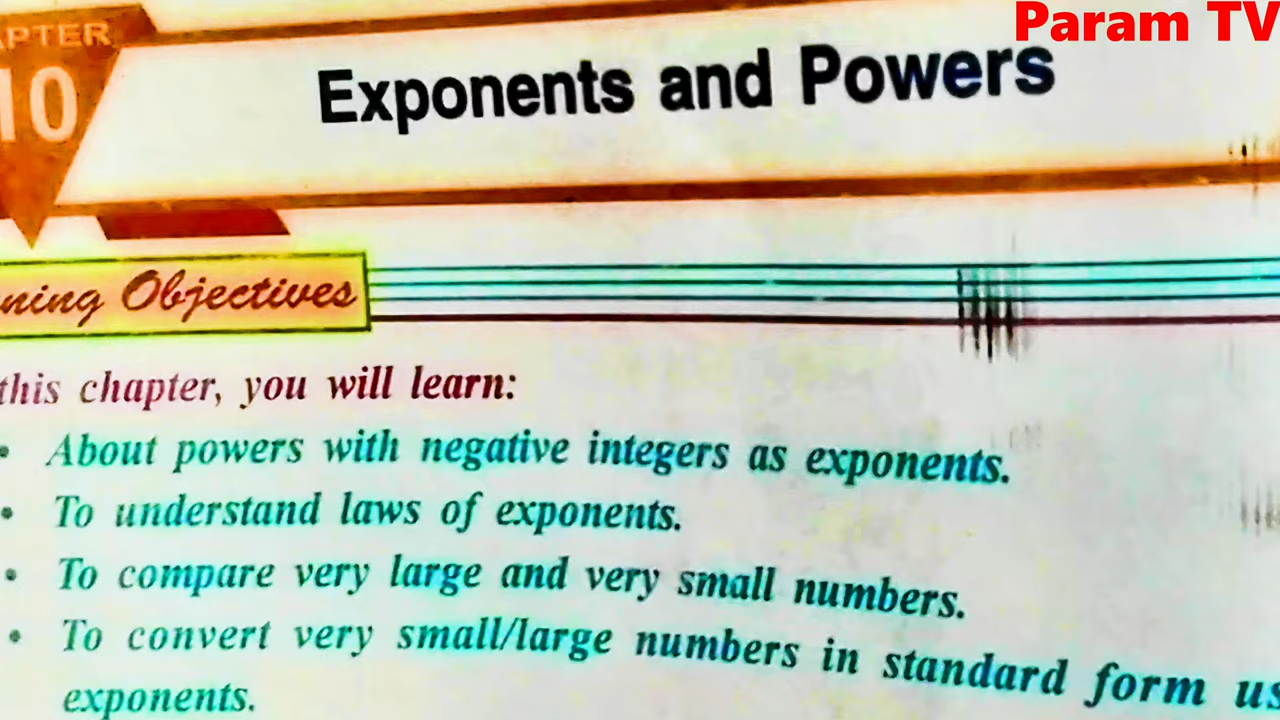 Param TV
APTER
10
Exponents and Powers
ning Objectives
this chapter, you will learn:
• About powers with negative integers as exponents.
• To understand laws of exponents.
• To compare very large and very small numbers.
• To convert very small/large numbers in standard form us
exponents.